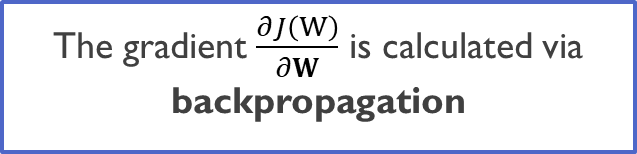 The gradient ∂J(W)/∂W is calculated via
backpropagation